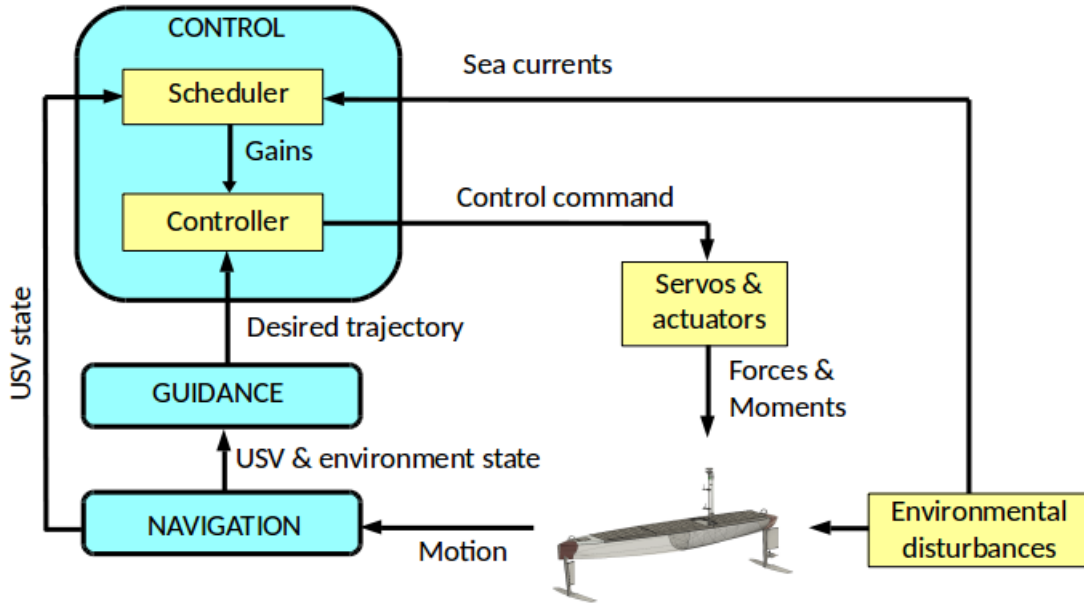 CONTROL
Scheduler
Sea currents
Gains
Controller
Control command
Servos &
actuators
USV state
Desired trajectory
Forces &
Moments
GUIDANCE
USV & environment state
NAVIGATION
Motion
Environmental
disturbances